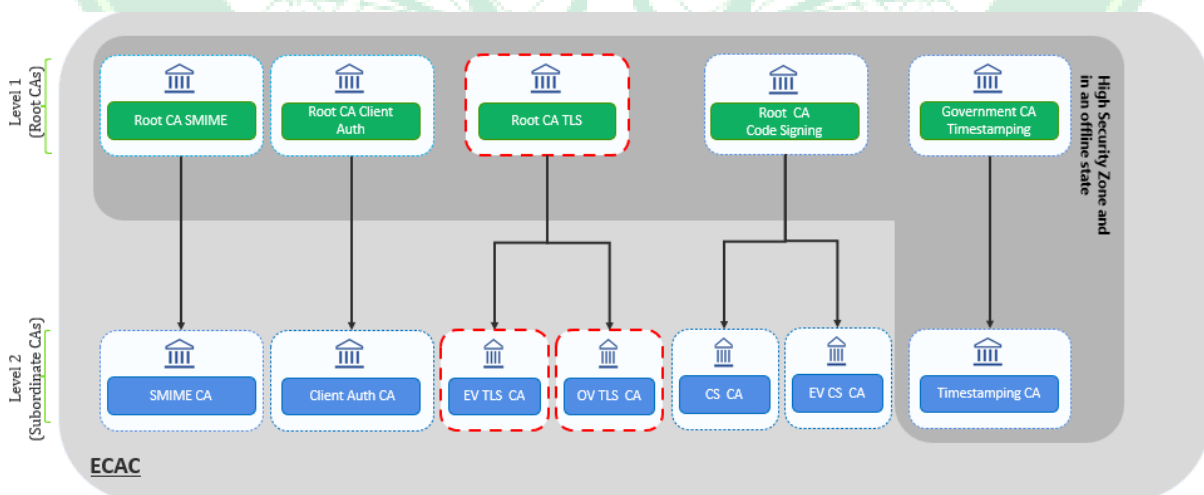 Level 1
(Root CAs)
Root CA SMIME
Root CA Client
Auth
Root CA TLS
Root CA
Code Signing
Government CA
Timestamping
High Security Zone and
in an offline state
Level 2
(Subordinate CAs)
SMIME CA
Client Auth CA
EV TLS CA
OV TLS CA
CS CA
EV CS CA
Timestamping CA
ECAC